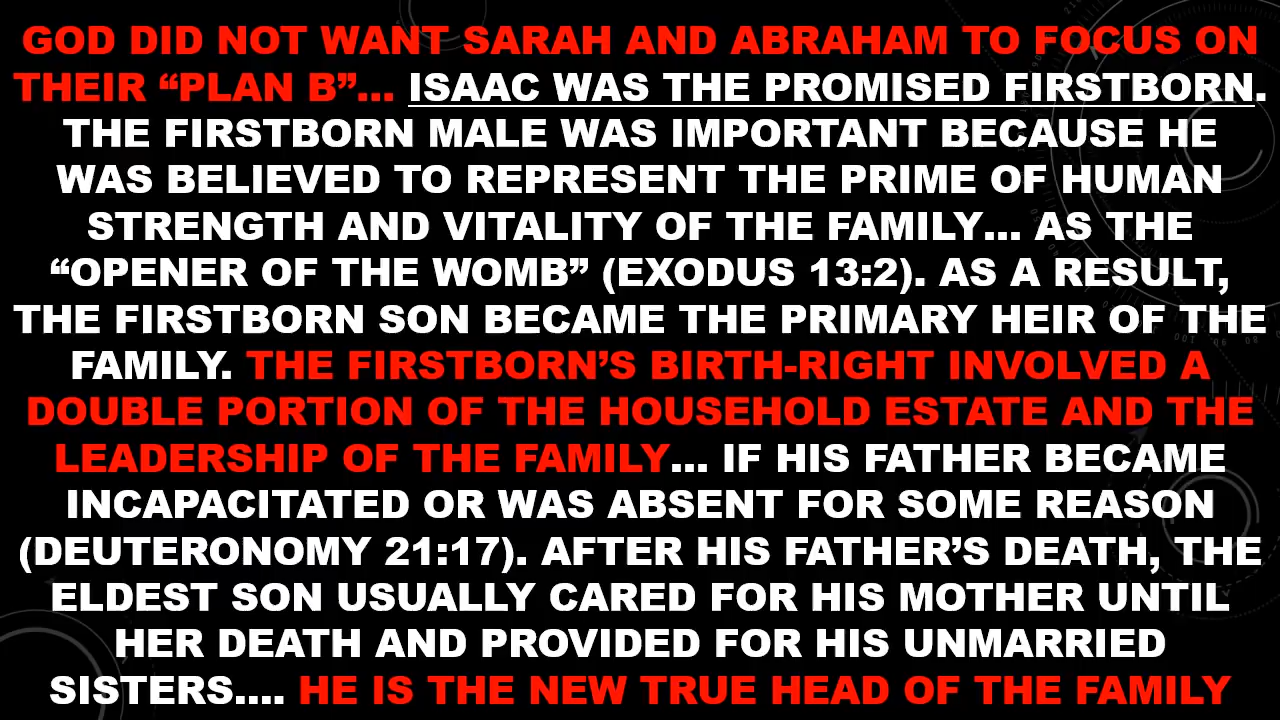 GOD DID NOT WANT SARAH AND ABRAHAM TO FOCUS ON
THEIR “PLAN B”... ISAAC WAS THE PROMISED FIRSTBORN.
THE FIRSTBORN MALE WAS IMPORTANT BECAUSE HE
WAS BELIEVED TO REPRESENT THE PRIME OF HUMAN
STRENGTH AND VITALITY OF THE FAMILY... AS THE
“OPENER OF THE WOMB” (EXODUS 13:2). AS A RESULT,
THE FIRSTBORN SON BECAME THE PRIMARY HEIR OF THE
FAMILY. THE FIRSTBORN’S BIRTH-RIGHT INVOLVED A
DOUBLE PORTION OF THE HOUSEHOLD ESTATE AND THE
LEADERSHIP OF THE FAMILY... IF HIS FATHER BECAME
INCAPACITATED OR WAS ABSENT FOR SOME REASON
(DEUTERONOMY 21:17). AFTER HIS FATHER’S DEATH, THE
ELDEST SON USUALLY CARED FOR HIS MOTHER UNTIL
HER DEATH AND PROVIDED FOR HIS UNMARRIED
SISTERS.... HE IS THE NEW TRUE HEAD OF THE FAMILY